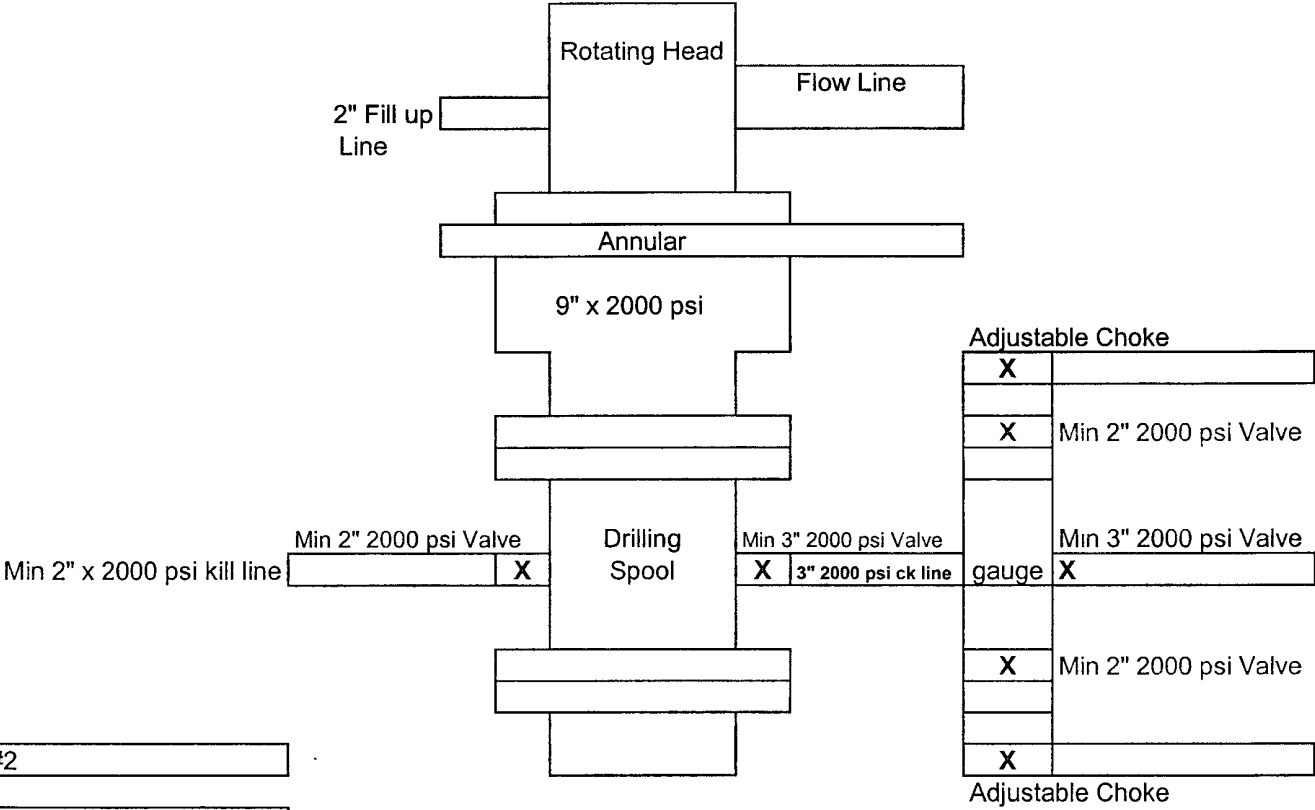 Rotating Head
Flow Line
2" Fill up
Line
Annular
9" x 2000 psi
Adjustable Choke
X
X Min 2" 2000 psi Valve
Min 2" 2000 psi Valve
Drilling
Spool
Min 3" 2000 psi Valve
Min 3" 2000 psi Valve
Min 2" x 2000 psi kill line
X
X
3" 2000 psi ck line
gauge
X
X Min 2" 2000 psi Valve
#2
X
Adjustable Choke